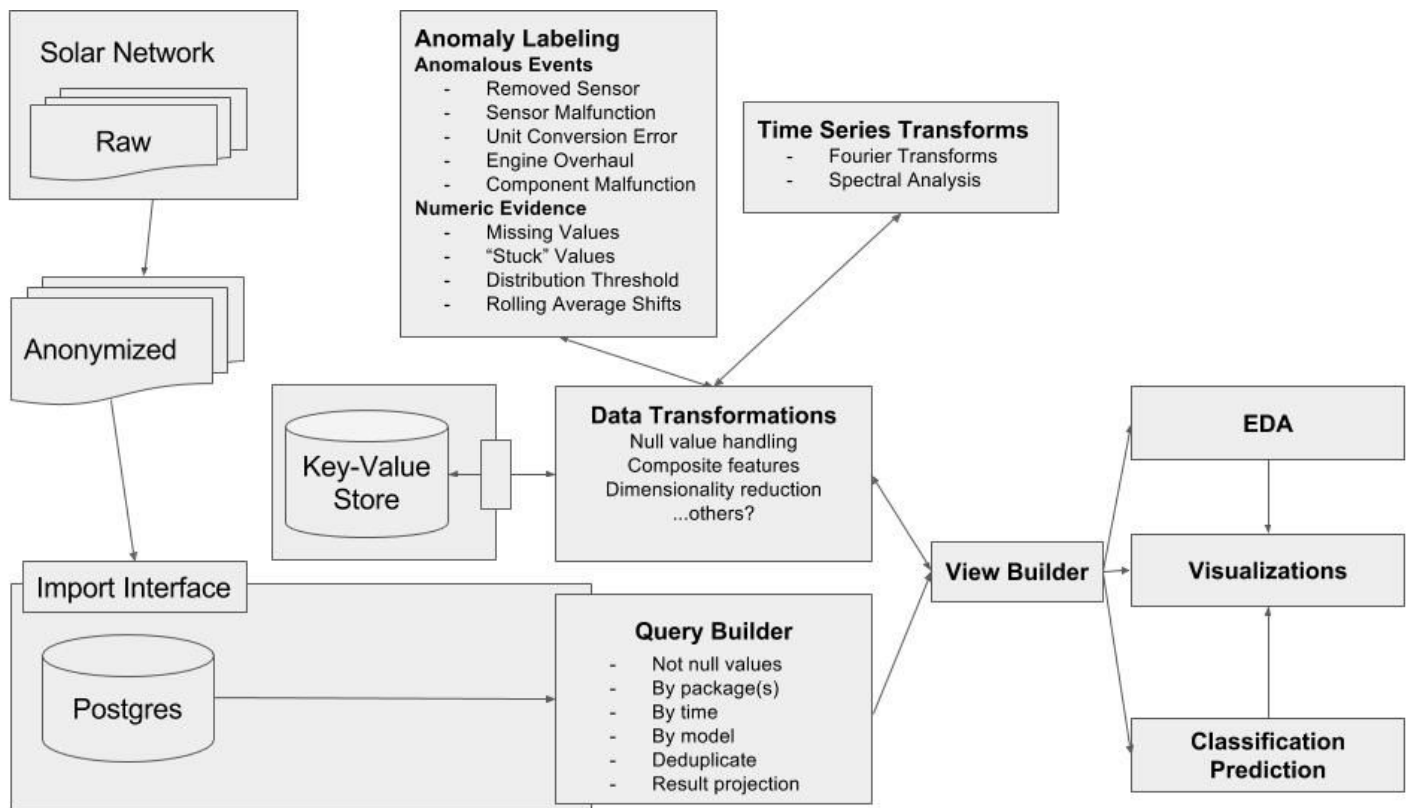 Solar Network
Raw
Anonymized
Import Interface
Postgres
Anomaly Labeling
Anomalous Events
- Removed Sensor
- Sensor Malfunction
- Unit Conversion Error
- Engine Overhaul
- Component Malfunction
Numeric Evidence
- Missing Values
- “Stuck” Values
- Distribution Threshold
- Rolling Average Shifts
Time Series Transforms
- Fourier Transforms
- Spectral Analysis
Key-Value
Store
Data Transformations
Null value handling
Composite features
Dimensionality reduction
...others?
Query Builder
- Not null values
- By package(s)
- By time
- By model
- Deduplicate
- Result projection
View Builder
EDA
Visualizations
Classification
Prediction